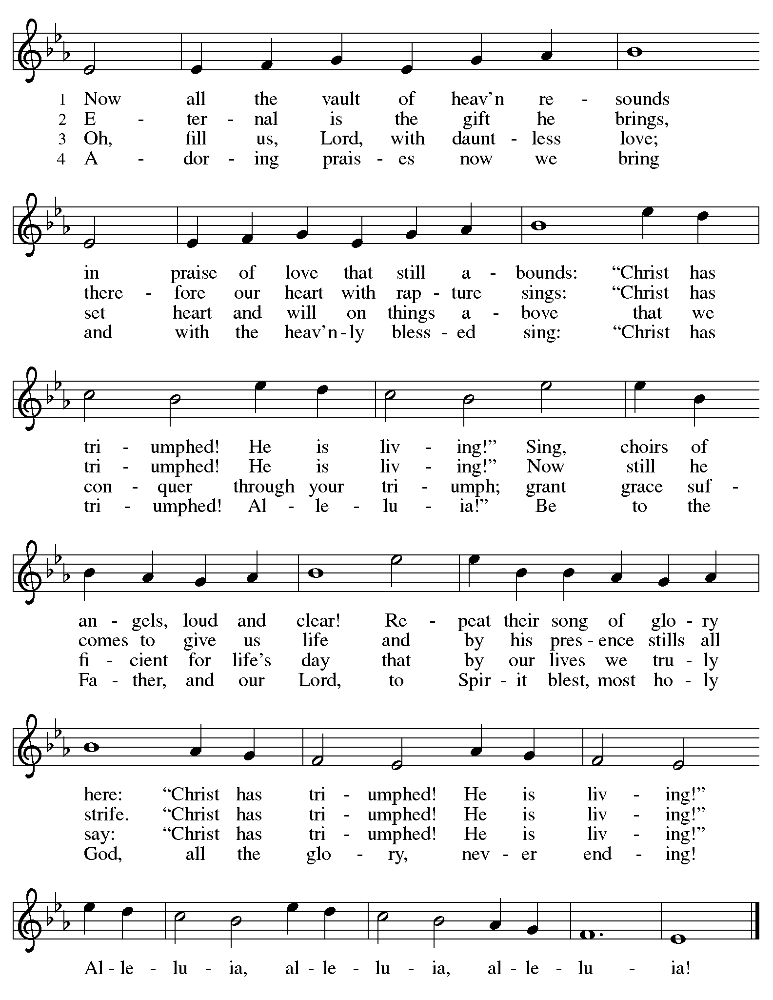 1 Now all the vault of heav’n re - sounds
2 E - ter - nal is the gift he brings,
3 Oh, fill us, Lord, with daunt - less love;
4 A - dor - ing prais - es now we bring
in praise of love that still a - bounds: “Christ has
there - fore our heart with rap - ture sings: “Christ has
set heart and will on things a - bove that we
and with the heav’n - ly bless - ed sing: “Christ has
tri - umphed! He is liv - ing!” Sing, choirs of
tri - umphed! He is liv - ing!” Now still he
con - quer through your tri - umph; grant grace suf -
tri - umphed! Al - le - lu - ia!” Be to the
an - gels, loud and clear! Re - peat their song of glo - ry
comes to give us life and by his pres - ence stills all
fi - cient for life’s day that by our lives we tru - ly
Fa - ther, and our Lord, to Spir - it blest, most ho - ly
here: “Christ has tri - umphed! He is liv - ing!”
strife. “Christ has tri - umphed! He is liv - ing!”
say: “Christ has tri - umphed! He is liv - ing!”
God, all the glo - ry, nev - er end - ing!
Al - le - lu - ia, al - le - lu - ia, al - le - lu - ia!